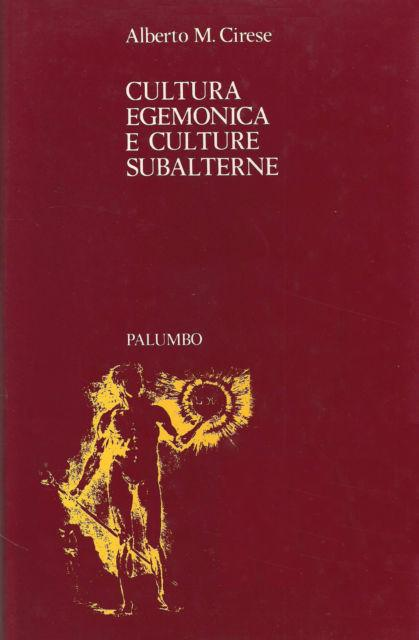 Alberto M. Cirese
CULTURA
EGEMONICA
E CULTURE
SUBALTERNE
PALUMBO